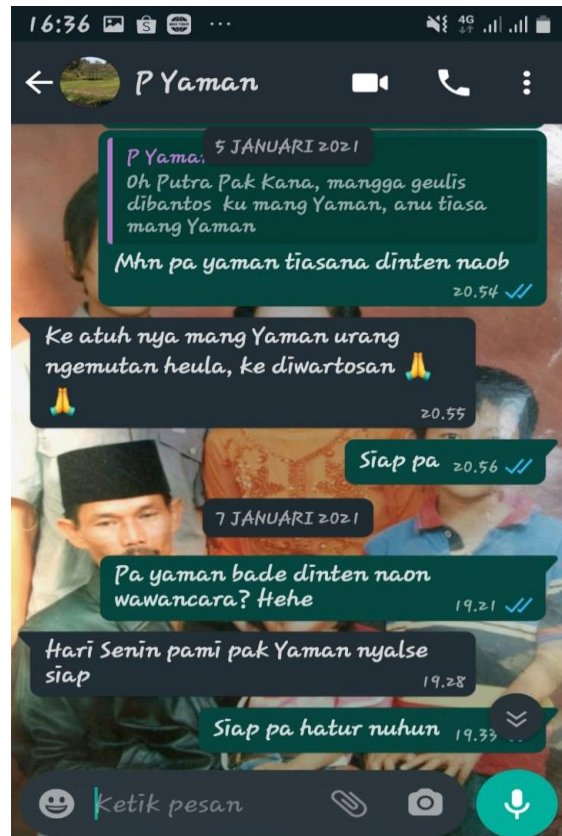 16:36
4G
P Yaman
5 JANUARI 2021
P Yama
Oh Putra Pak Kana, mangga geulis
dibantos ku mang Yaman, anu tiasa
mang Yaman
Mhn pa yaman tiasana dinten naob
20.54
Ke atuh nya mang Yaman urang
ngemutan heula, ke diwartosan 🙏
🙏
20.55
Siap pa 20.56
7 JANUARI 2021
Pa yaman bade dinten naon
wawancara? Hehe
19.21
Hari Senin pami pak Yaman nyalse
siap
19.28
Siap pa hatur nuhun 19.33
Ketik pesan